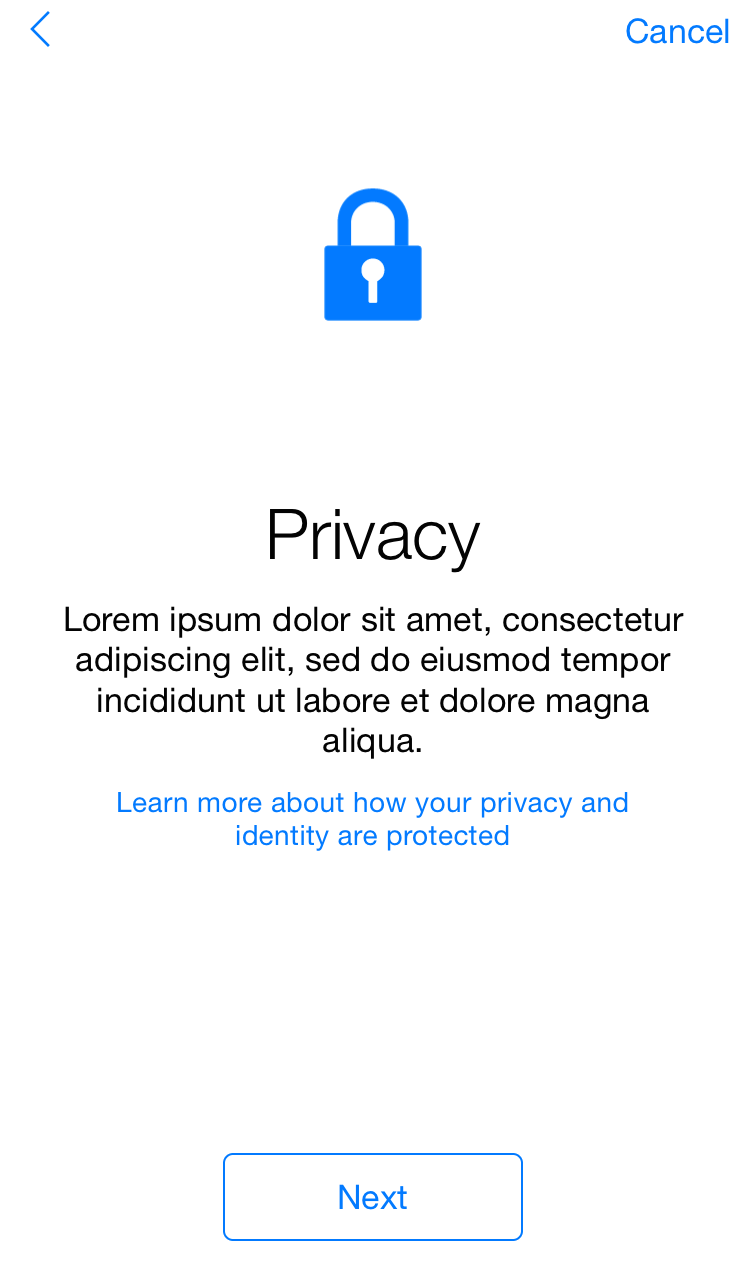 Cancel
Privacy
Lorem ipsum dolor sit amet, consectetur
adipiscing elit, sed do eiusmod tempor
incididunt ut labore et dolore magna
aliqua.
Learn more about how your privacy and
identity are protected
Next